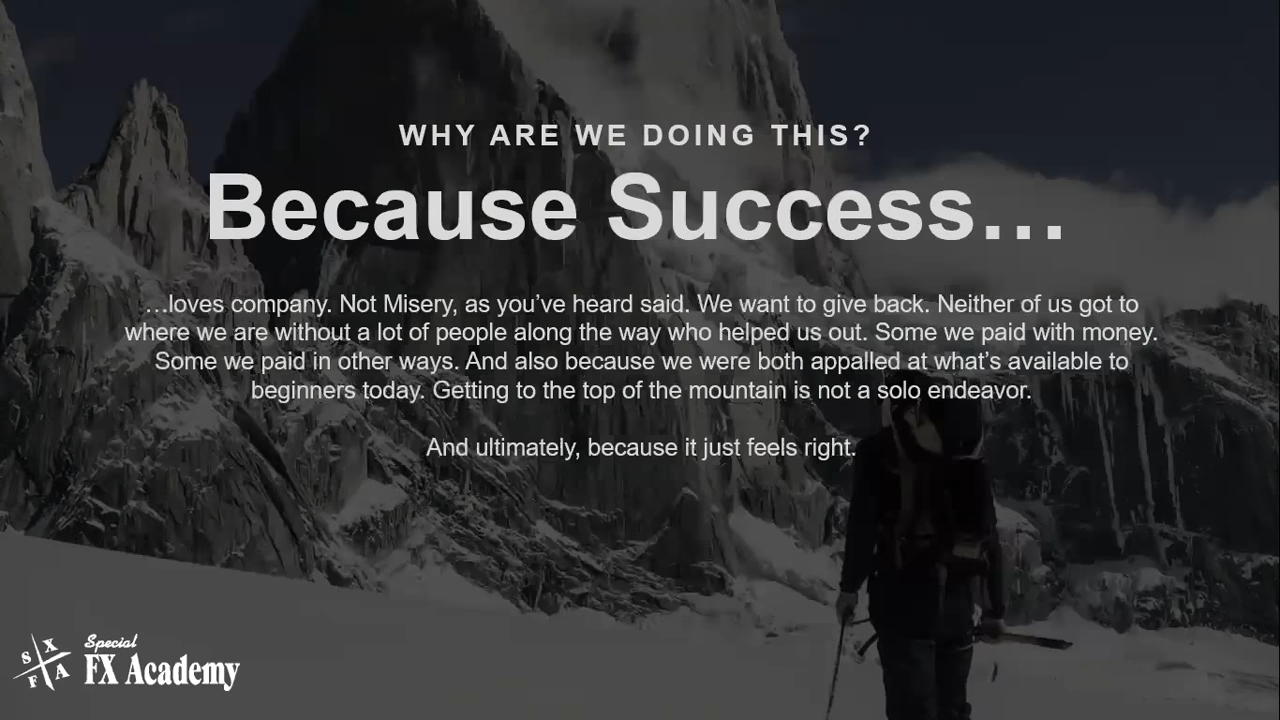 WHY ARE WE DOING THIS?
Because Success...
...loves company. Not Misery, as you’ve heard said. We want to give back. Neither of us got to
where we are without a lot of people along the way who helped us out. Some we paid with money.
Some we paid in other ways. And also because we were both appalled at what’s available to
beginners today. Getting to the top of the mountain is not a solo endeavor.
And ultimately, because it just feels right.
S X
F A
Special
FX Academy